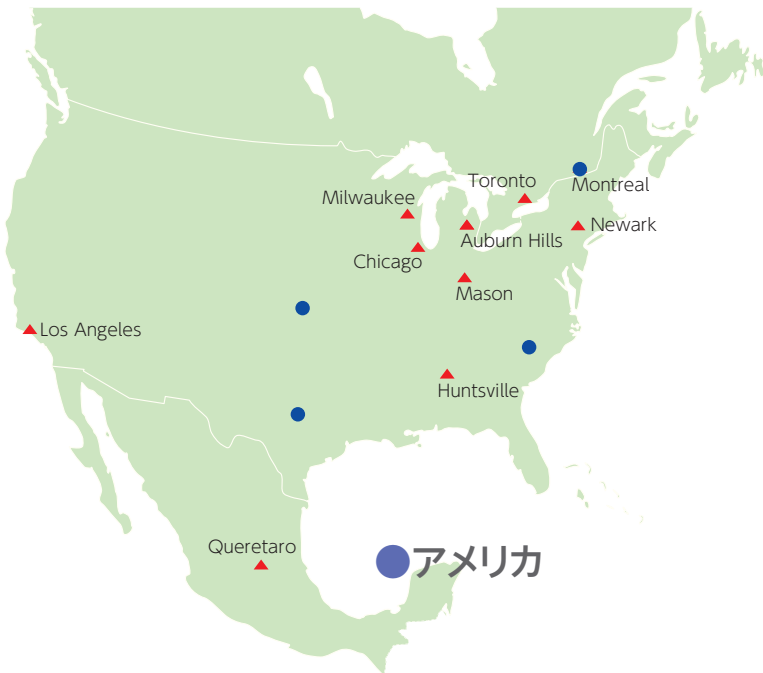 Toronto
Montreal
Milwaukee
Newark
Auburn Hills
Chicago
Mason
Los Angeles
Huntsville
Queretaro
アメリカ